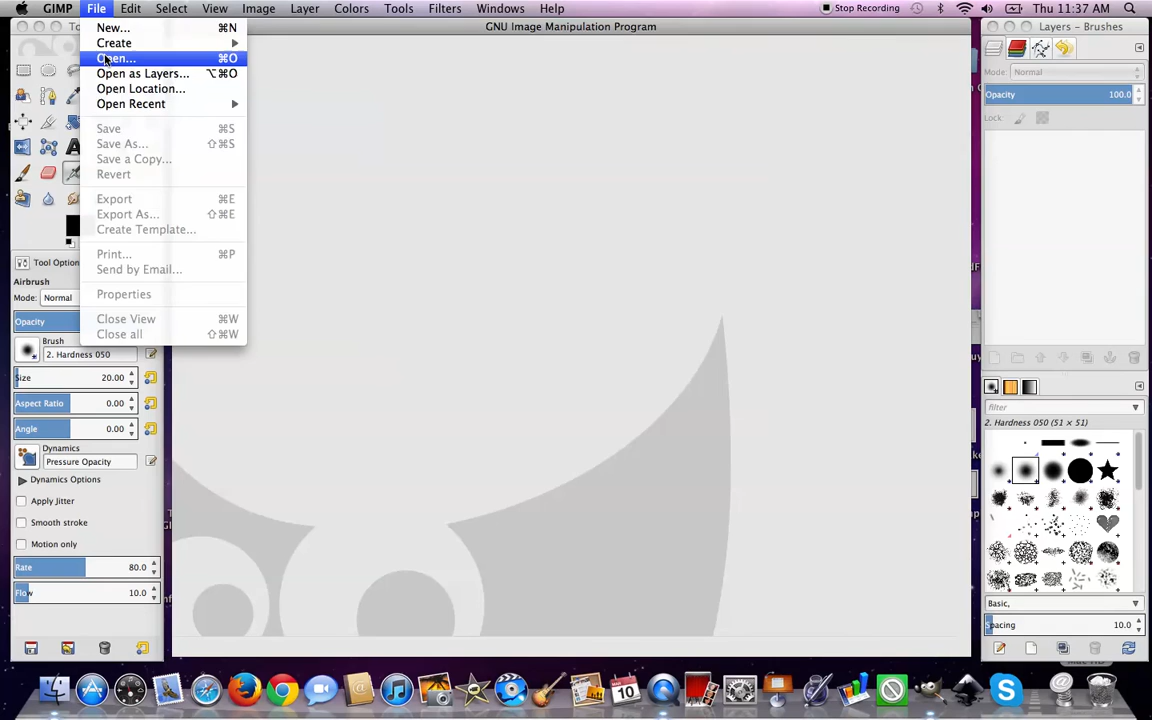 GIMP File Edit Select View Image Layer Colors Tools Filters Windows Help Stop Recording Thu 11:37 AM
GNU Image Manipulation Program
Layers - Brushes
New... ⌘N
Create
Open... ⌘O
Open as Layers... ⌥⌘O
Open Location...
Open Recent
Save ⌘S
Save As... ⇧⌘S
Save a Copy...
Revert
Export ⌘E
Export As... ⇧⌘E
Create Template...
Print... ⌘P
Send by Email...
Properties
Close View ⌘W
Close all ⇧⌘W
Tool Option
Airbrush
Mode: Normal
Opacity
Brush
2. Hardness 050
Size 20.00
Aspect Ratio 0.00
Angle 0.00
Dynamics
Pressure Opacity
Dynamics Options
Apply Jitter
Smooth stroke
Motion only
Rate 80.0
Flow 10.0
Mode: Normal
Opacity 100.0
Lock:
filter
2. Hardness 050 (51 × 51)
Basic,
Spacing 10.0
JAN
10